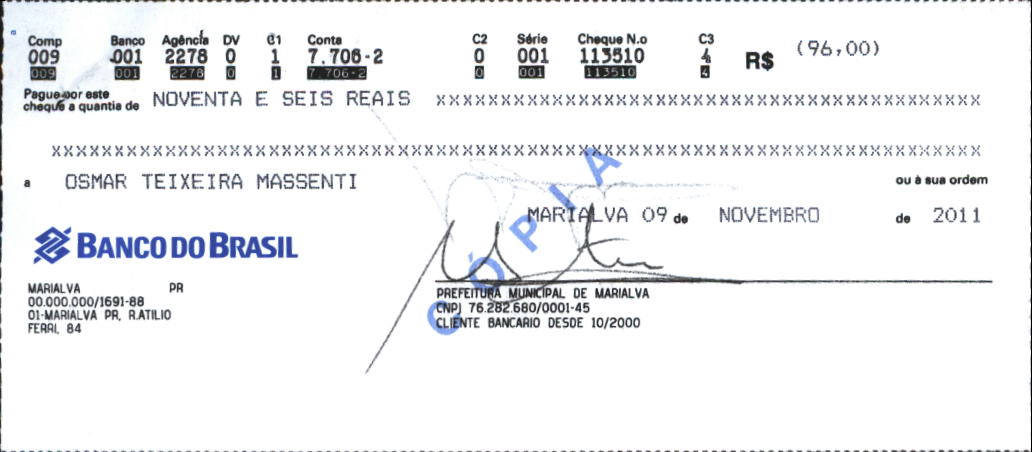 Comp Banco Agência DV C1 Conta C2 Série Cheque N.o C3
009 001 2278 0 1 7.706-2 0 001 113510 4 R$ (96,00)
009 001 2278 0 1 7.706-2 0 001 113510 4
Pague por este
cheque a quantia de NOVENTA E SEIS REAIS XXXXXXXXXXXXXXXXXXXXXXXXXXXXXXXXXXXXXXXXXXXX
XXXXXXXXXXXXXXXXXXXXXXXXXXXXXXXXXXXXXXXXXXXXXXXXXXXXXXXXXXXXXXXXXXXXXXXXXX
a OSMAR TEIXEIRA MASSENTI ou à sua ordem
MARIALVA 09 de NOVEMBRO de 2011
BANCO DO BRASIL
CÓPIA
MARIALVA PR
00.000.000/1691-88
01-MARIALVA PR, R.ATILIO
FERRI, 84
PREFEITURA MUNICIPAL DE MARIALVA
CNPJ 76.282.680/0001-45
CLIENTE BANCARIO DESDE 10/2000